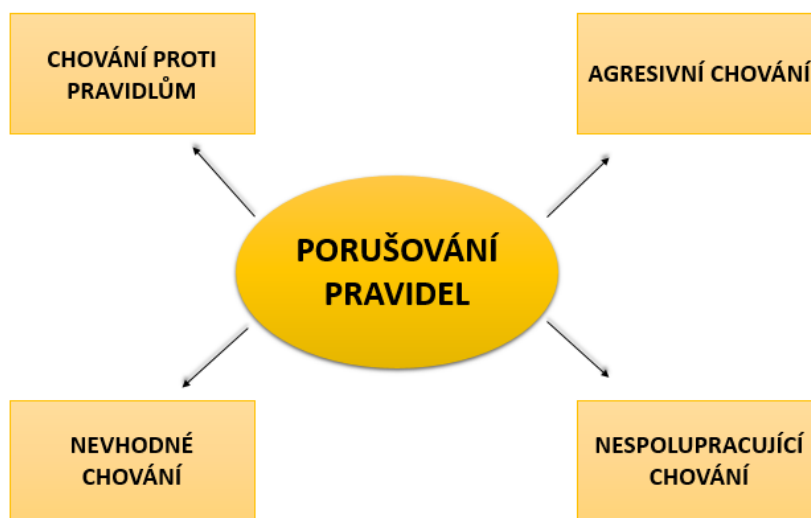 CHOVÁNÍ PROTI
PRAVIDLŮM
AGRESIVNÍ CHOVÁNÍ
PORUŠOVÁNÍ
PRAVIDEL
NEVHODNÉ
CHOVÁNÍ
NESPOLUPRACUJÍCÍ
CHOVÁNÍ